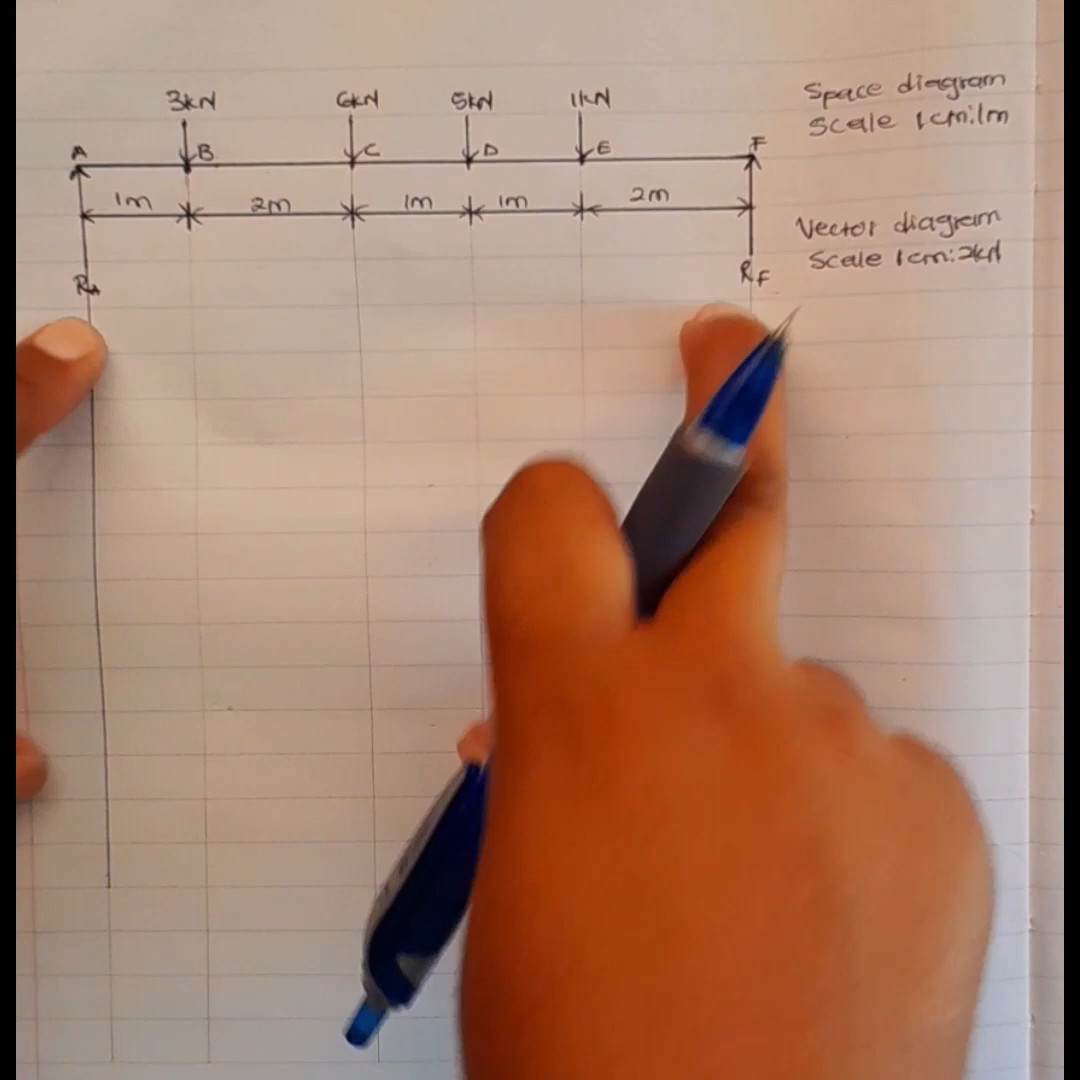 3kN 6kN 5kN 1kN
A B C D E F
1m 2m 1m 1m 2m
RA RF
Space diagram
Scale 1cm:1m
Vector diagram
Scale 1cm:2kN